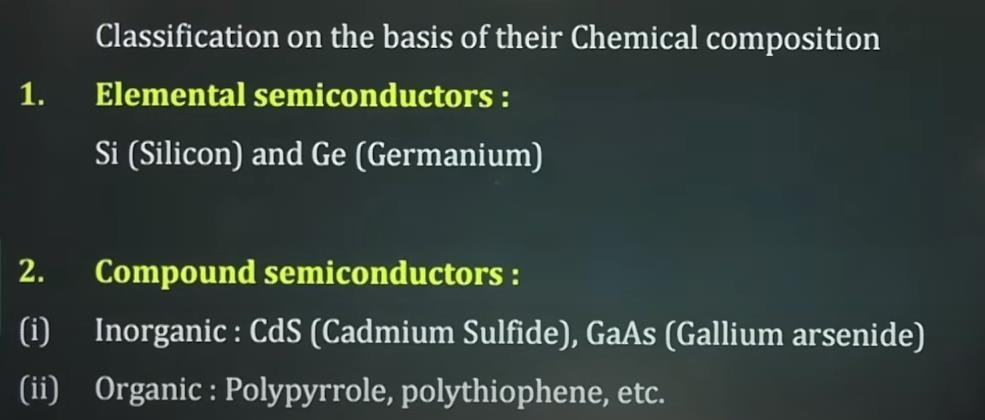 Classification on the basis of their Chemical composition
1. Elemental semiconductors :
Si (Silicon) and Ge (Germanium)
2. Compound semiconductors :
(i) Inorganic : CdS (Cadmium Sulfide), GaAs (Gallium arsenide)
(ii) Organic : Polypyrrole, polythiophene, etc.